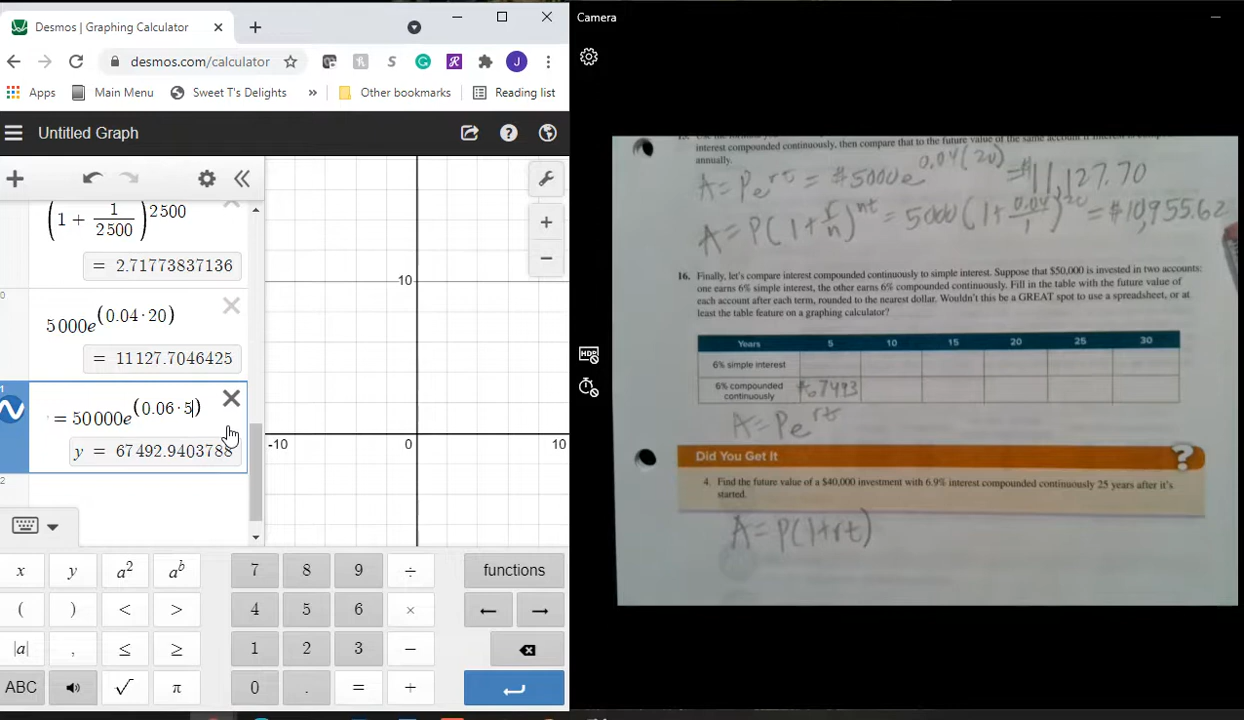 Desmos | Graphing Calculator
desmos.com/calculator
Apps Main Menu Sweet T's Delights » Other bookmarks Reading list
Untitled Graph
(1 + 1/2500)^2500
= 2.71773837136
5000e^(0.04·20)
= 11127.7046425
= 50000e^(0.06·5)
y = 67492.9403788
-10 0 10
10
x y a² aᵇ 7 8 9 ÷ functions
( ) < > 4 5 6 × ← →
|a| , ≤ ≥ 1 2 3 −
ABC √ π 0 . = +
Camera
interest compounded continuously, then compare that to the future value of the same account if interest is compounded
annually.
A = Pe^rt = $5000e^0.04(20) = $11,127.70
A = P(1 + r/n)^nt = 5000(1 + 0.04/1)^20 = $10,955.62
16. Finally, let's compare interest compounded continuously to simple interest. Suppose that $50,000 is invested in two accounts:
one earns 6% simple interest, the other earns 6% compounded continuously. Fill in the table with the future value of
each account after each term, rounded to the nearest dollar. Wouldn't this be a GREAT spot to use a spreadsheet, or at
least the table feature on a graphing calculator?
Years 5 10 15 20 25 30
6% simple interest
6% compounded
continuously
A = Pe^rt
Did You Get It ?
4. Find the future value of a $40,000 investment with 6.9% interest compounded continuously 25 years after it's
started.
A = P(1+rt)